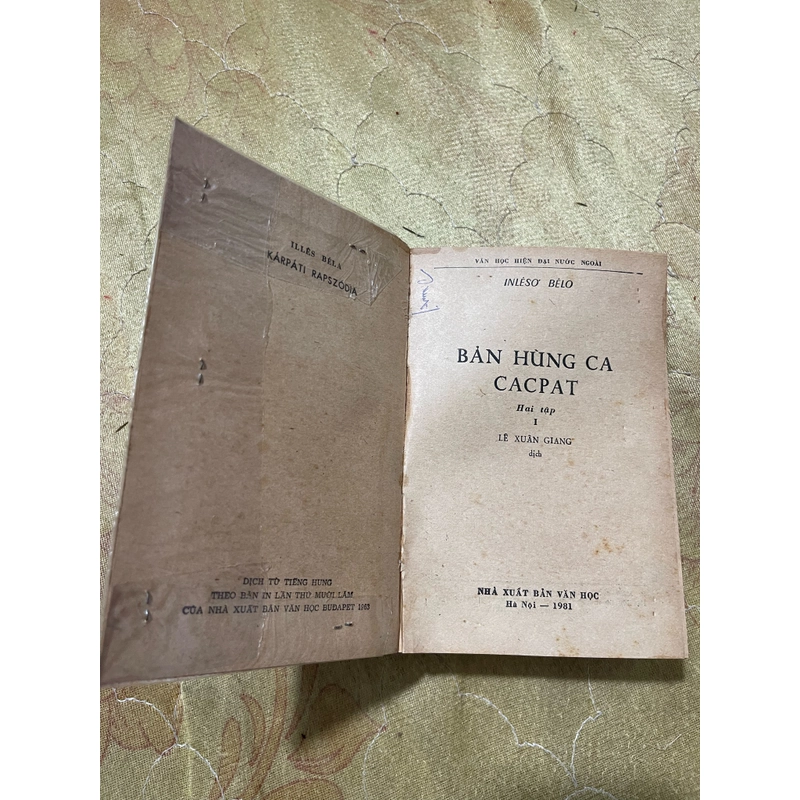 ILLÉS BÉLA
KÁRPÁTI RAPSZÓDIA
DỊCH TỪ TIẾNG HUNG
THEO BẢN IN LẦN THỨ MƯỜI LĂM
CỦA NHÀ XUẤT BẢN VĂN HỌC BUDAPET
VĂN HỌC HIỆN ĐẠI NƯỚC NGOÀI
INLÊSƠ BÊLO
BẢN HÙNG CA
CACPAT
Hai tập
1
LÊ XUÂN GIANG
dịch
NHÀ XUẤT BẢN VĂN HỌC
Hà Nội — 1981